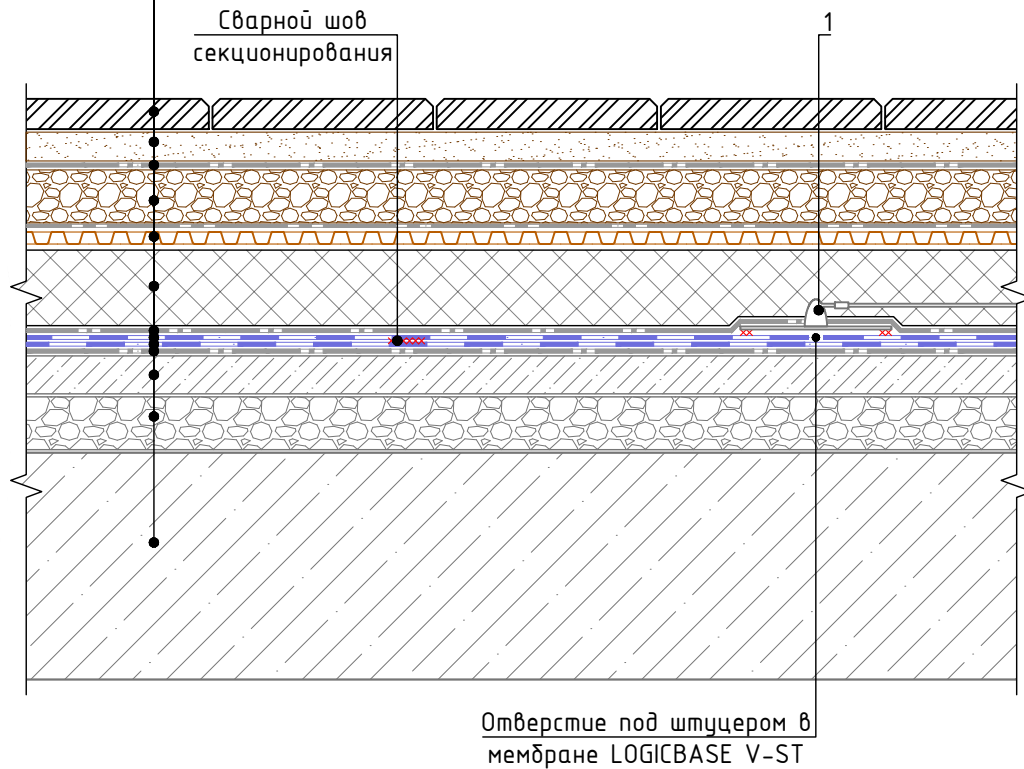 Сварной шов
секционирования
1
Отверстие под штуцером в
мембране LOGICBASE V-ST